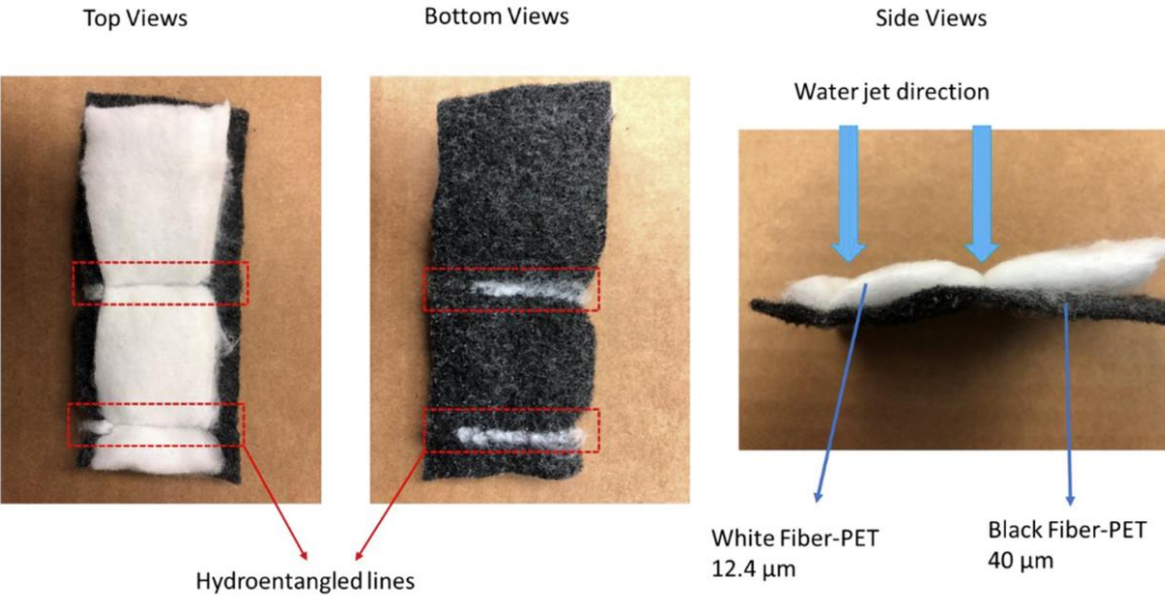 Top Views
Bottom Views
Side Views
Water jet direction
White Fiber-PET
12.4 µm
Black Fiber-PET
40 µm
Hydroentangled lines